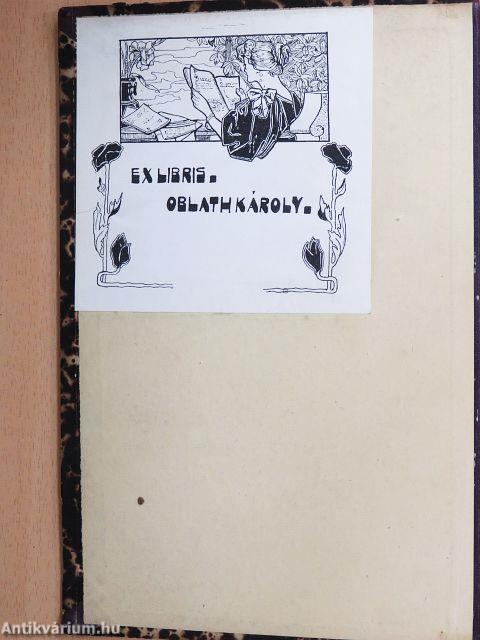 EX LIBRIS.
OBLATH KÁROLY.
Antikvárium.hu